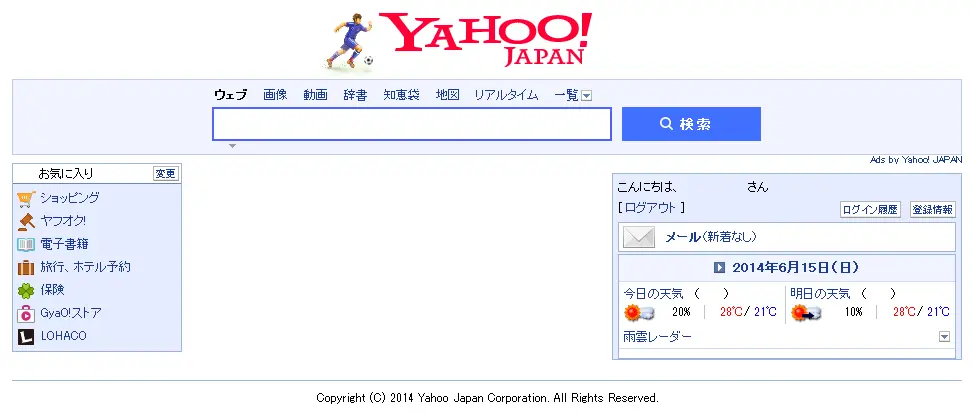 YAHOO!
JAPAN
ウェブ 画像 動画 辞書 知恵袋 地図 リアルタイム 一覧
検索
Ads by Yahoo! JAPAN
お気に入り 変更
ショッピング
ヤフオク!
電子書籍
旅行、ホテル予約
保険
GyaO!ストア
LOHACO
こんにちは、 さん
[ログアウト] ログイン履歴 登録情報
メール(新着なし)
2014年6月15日(日)
今日の天気 ( ) 明日の天気 ( )
20% 28℃/ 21℃ 10% 28℃/ 21℃
雨雲レーダー
Copyright (C) 2014 Yahoo Japan Corporation. All Rights Reserved.